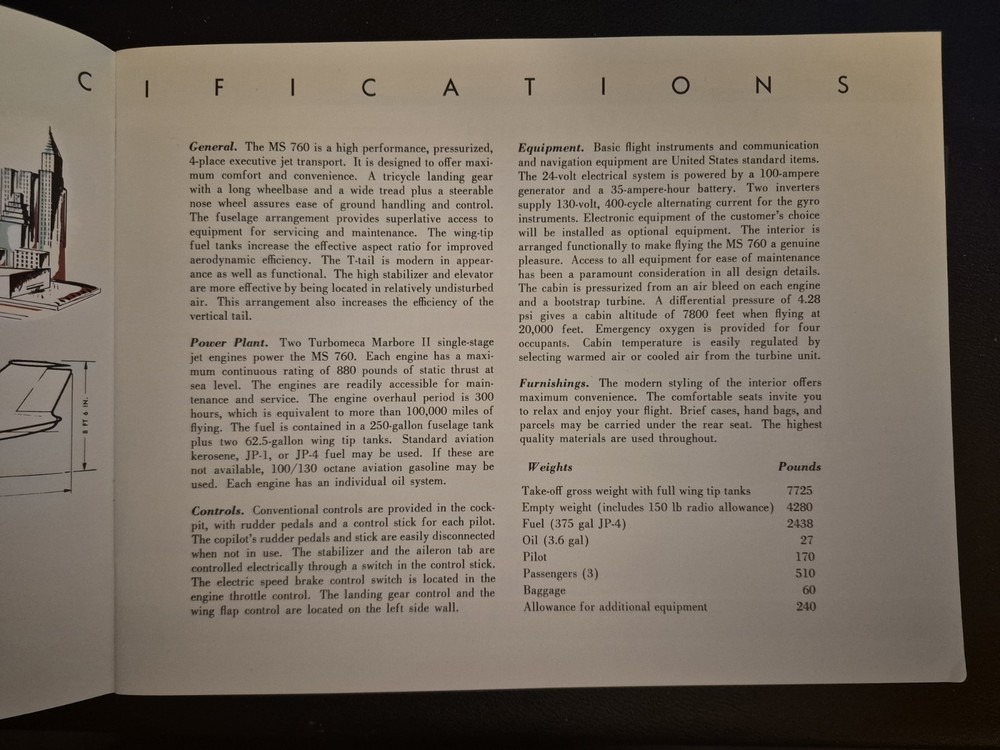 C I F I C A T I O N S
General. The MS 760 is a high performance, pressurized,
4-place executive jet transport. It is designed to offer maxi-
mum comfort and convenience. A tricycle landing gear
with a long wheelbase and a wide tread plus a steerable
nose wheel assures ease of ground handling and control.
The fuselage arrangement provides superlative access to
equipment for servicing and maintenance. The wing-tip
fuel tanks increase the effective aspect ratio for improved
aerodynamic efficiency. The T-tail is modern in appear-
ance as well as functional. The high stabilizer and elevator
are more effective by being located in relatively undisturbed
air. This arrangement also increases the efficiency of the
vertical tail.
Power Plant. Two Turbomeca Marbore II single-stage
jet engines power the MS 760. Each engine has a maxi-
mum continuous rating of 880 pounds of static thrust at
sea level. The engines are readily accessible for main-
tenance and service. The engine overhaul period is 300
hours, which is equivalent to more than 100,000 miles of
flying. The fuel is contained in a 250-gallon fuselage tank
plus two 62.5-gallon wing tip tanks. Standard aviation
kerosene, JP-1, or JP-4 fuel may be used. If these are
not available, 100/130 octane aviation gasoline may be
used. Each engine has an individual oil system.
Controls. Conventional controls are provided in the cock-
pit, with rudder pedals and a control stick for each pilot.
The copilot's rudder pedals and stick are easily disconnected
when not in use. The stabilizer and the aileron tab are
controlled electrically through a switch in the control stick.
The electric speed brake control switch is located in the
engine throttle control. The landing gear control and the
wing flap control are located on the left side wall.
Equipment. Basic flight instruments and communication
and navigation equipment are United States standard items.
The 24-volt electrical system is powered by a 100-ampere
generator and a 35-ampere-hour battery. Two inverters
supply 130-volt, 400-cycle alternating current for the gyro
instruments. Electronic equipment of the customer's choice
will be installed as optional equipment. The interior is
arranged functionally to make flying the MS 760 a genuine
pleasure. Access to all equipment for ease of maintenance
has been a paramount consideration in all design details.
The cabin is pressurized from an air bleed on each engine
and a bootstrap turbine. A differential pressure of 4.28
psi gives a cabin altitude of 7800 feet when flying at
20,000 feet. Emergency oxygen is provided for four
occupants. Cabin temperature is easily regulated by
selecting warmed air or cooled air from the turbine unit.
Furnishings. The modern styling of the interior offers
maximum convenience. The comfortable seats invite you
to relax and enjoy your flight. Brief cases, hand bags, and
parcels may be carried under the rear seat. The highest
quality materials are used throughout.
Weights Pounds
Take-off gross weight with full wing tip tanks 7725
Empty weight (includes 150 lb radio allowance) 4280
Fuel (375 gal JP-4) 2438
Oil (3.6 gal) 27
Pilot 170
Passengers (3) 510
Baggage 60
Allowance for additional equipment 240
8 FT 6 IN.